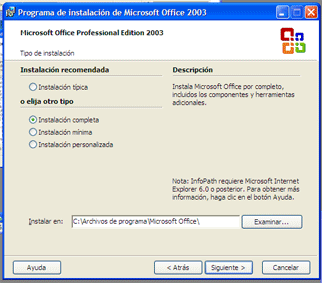 Programa de instalación de Microsoft Office 2003
Microsoft Office Professional Edition 2003
Tipo de instalación
Instalación recomendada
Instalación típica
o elija otro tipo
Instalación completa
Instalación mínima
Instalación personalizada
Descripción
Instala Microsoft Office por completo,
incluidos los componentes y herramientas
adicionales.
Nota: InfoPath requiere Microsoft Internet
Explorer 6.0 o posterior. Para obtener más
información, haga clic en el botón Ayuda.
Instalar en: C:\Archivos de programa\Microsoft Office\ Examinar...
Ayuda < Atrás Siguiente > Cancelar